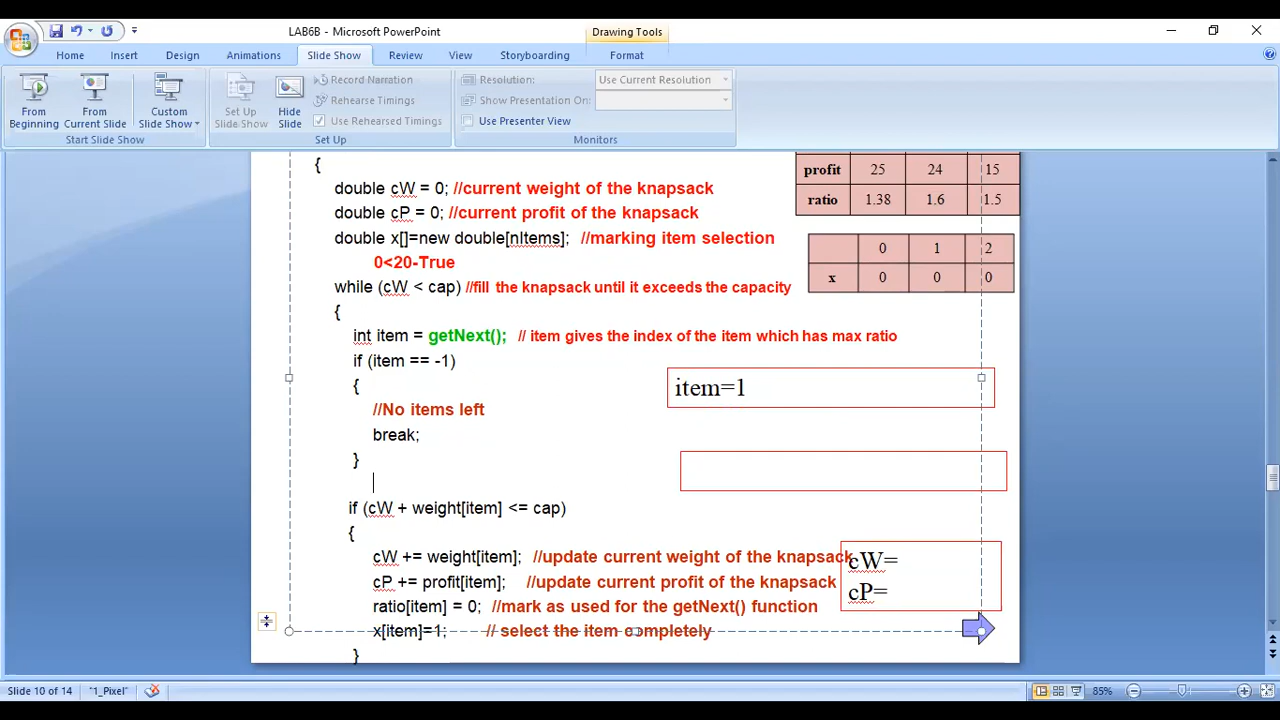 LAB6B - Microsoft PowerPoint
Drawing Tools
Home Insert Design Animations Slide Show Review View Storyboarding Format
From Beginning
From Current Slide
Custom Slide Show
Start Slide Show
Set Up Slide Show
Hide Slide
Record Narration
Rehearse Timings
Use Rehearsed Timings
Set Up
Resolution: Use Current Resolution
Show Presentation On:
Use Presenter View
Monitors
{
double cW = 0; //current weight of the knapsack
double cP = 0; //current profit of the knapsack
double x[]=new double[nItems]; //marking item selection
0<20-True
while (cW < cap) //fill the knapsack until it exceeds the capacity
{
int item = getNext(); // item gives the index of the item which has max ratio
if (item == -1)
{
//No items left
break;
}
if (cW + weight[item] <= cap)
{
cW += weight[item]; //update current weight of the knapsack
cP += profit[item]; //update current profit of the knapsack
ratio[item] = 0; //mark as used for the getNext() function
x[item]=1; // select the item completely
}
profit 25 24 15
ratio 1.38 1.6 1.5
0 1 2
x 0 0 0
item=1
cW=
cP=
Slide 10 of 14 "1_Pixel" 85%